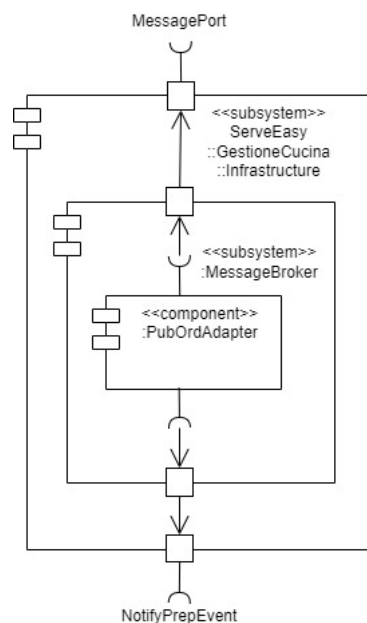 MessagePort
<<subsystem>>
ServeEasy
::GestioneCucina
::Infrastructure
<<subsystem>>
:MessageBroker
<<component>>
:PubOrdAdapter
NotifyPrepEvent